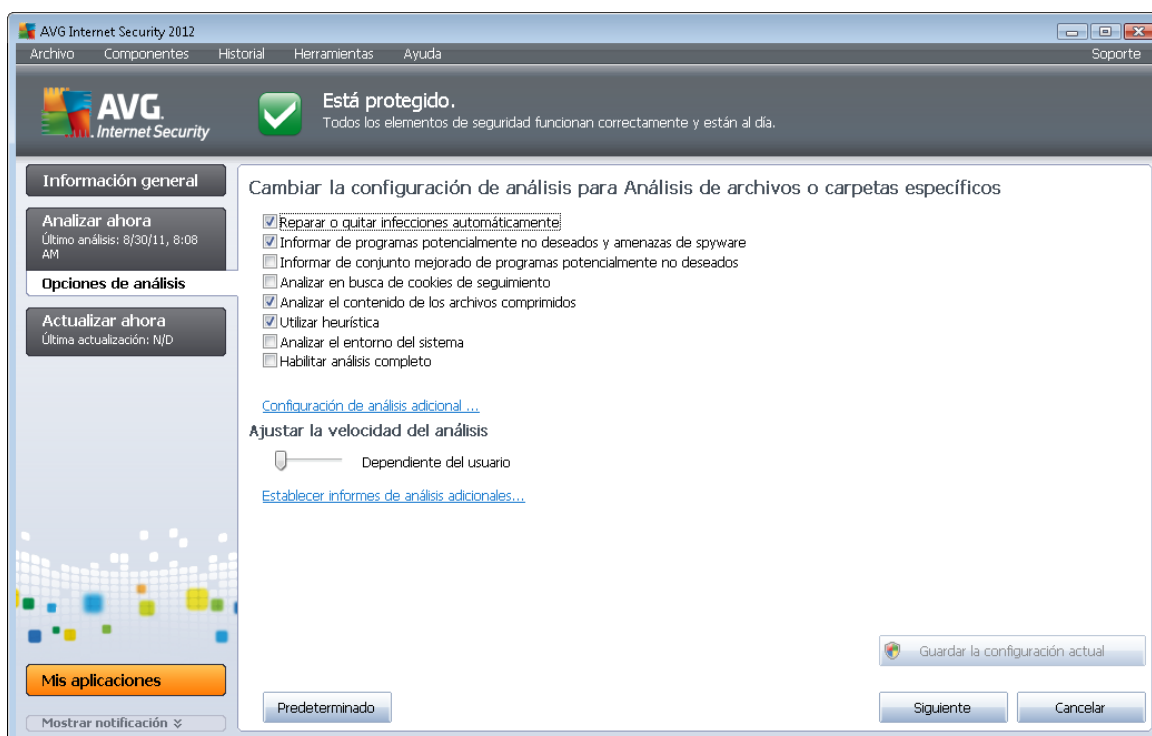 AVG Internet Security 2012
Archivo Componentes Historial Herramientas Ayuda Soporte
AVG.
Internet Security
Está protegido.
Todos los elementos de seguridad funcionan correctamente y están al día.
Información general
Analizar ahora
Último análisis: 8/30/11, 8:08
AM
Opciones de análisis
Actualizar ahora
Última actualización: N/D
Cambiar la configuración de análisis para Análisis de archivos o carpetas específicos
Reparar o quitar infecciones automáticamente
Informar de programas potencialmente no deseados y amenazas de spyware
Informar de conjunto mejorado de programas potencialmente no deseados
Analizar en busca de cookies de seguimiento
Analizar el contenido de los archivos comprimidos
Utilizar heurística
Analizar el entorno del sistema
Habilitar análisis completo
Configuración de análisis adicional ...
Ajustar la velocidad del análisis
Dependiente del usuario
Establecer informes de análisis adicionales...
Guardar la configuración actual
Mis aplicaciones
Mostrar notificación
Predeterminado
Siguiente
Cancelar